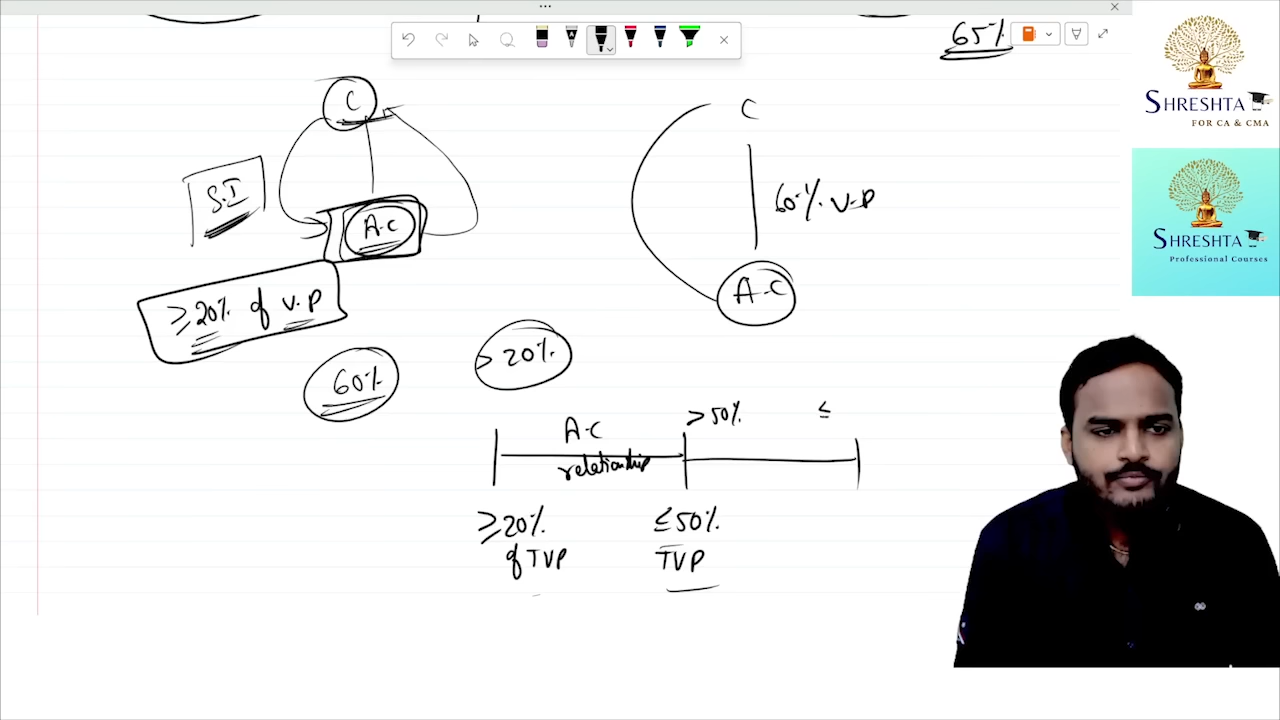 65%
C
C
S.I
60% V.P
A.C
A.C
≥20% of V.P
> 20%
60%
>50%
≤
A.C
relationship
≥20%
of TVP
≤50%
TVP
SHRESHTA
FOR CA & CMA
SHRESHTA
Professional Courses